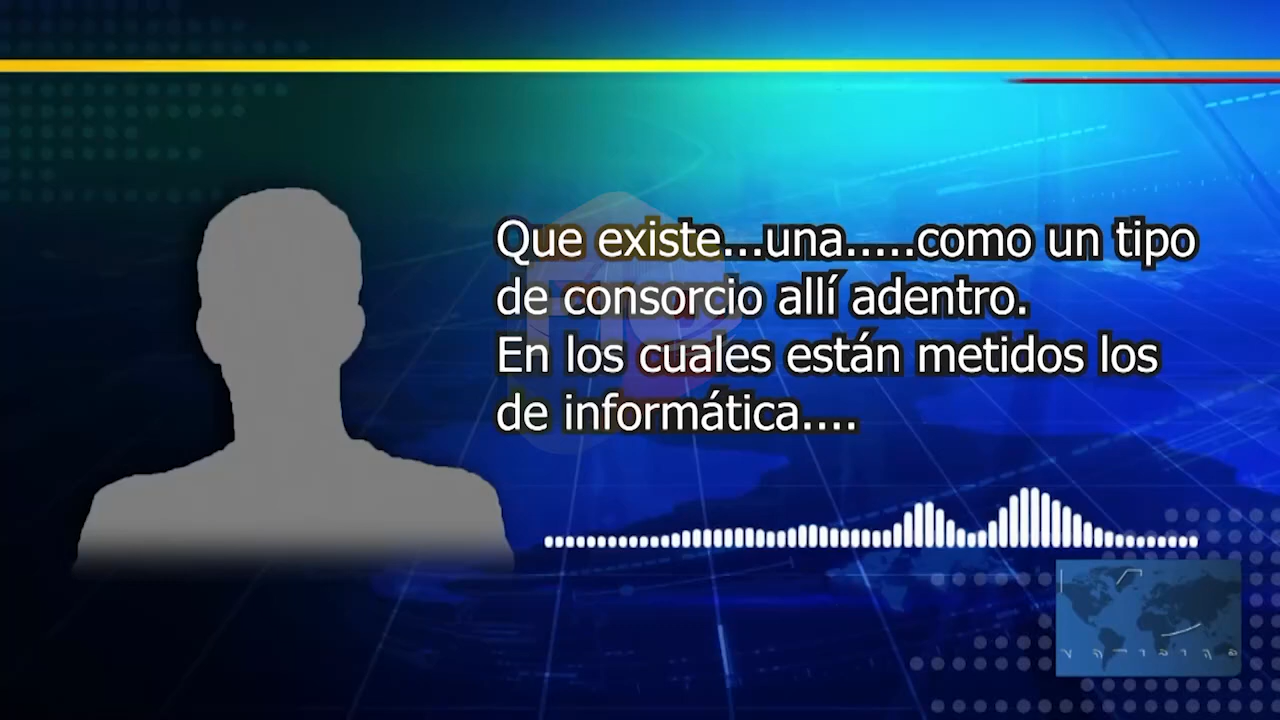 Que existe...una.....como un tipo
de consorcio allí adentro.
En los cuales están metidos los
de informática....